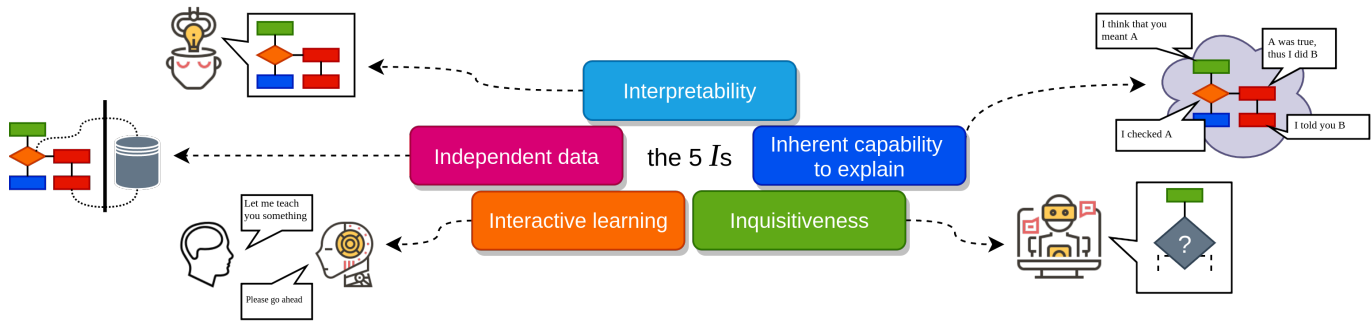 Interpretability
Independent data
the 5 Is
Inherent capability
to explain
Interactive learning
Inquisitiveness
Let me teach
you something
Please go ahead
I think that you
meant A
A was true,
thus I did B
I checked A
I told you B
?